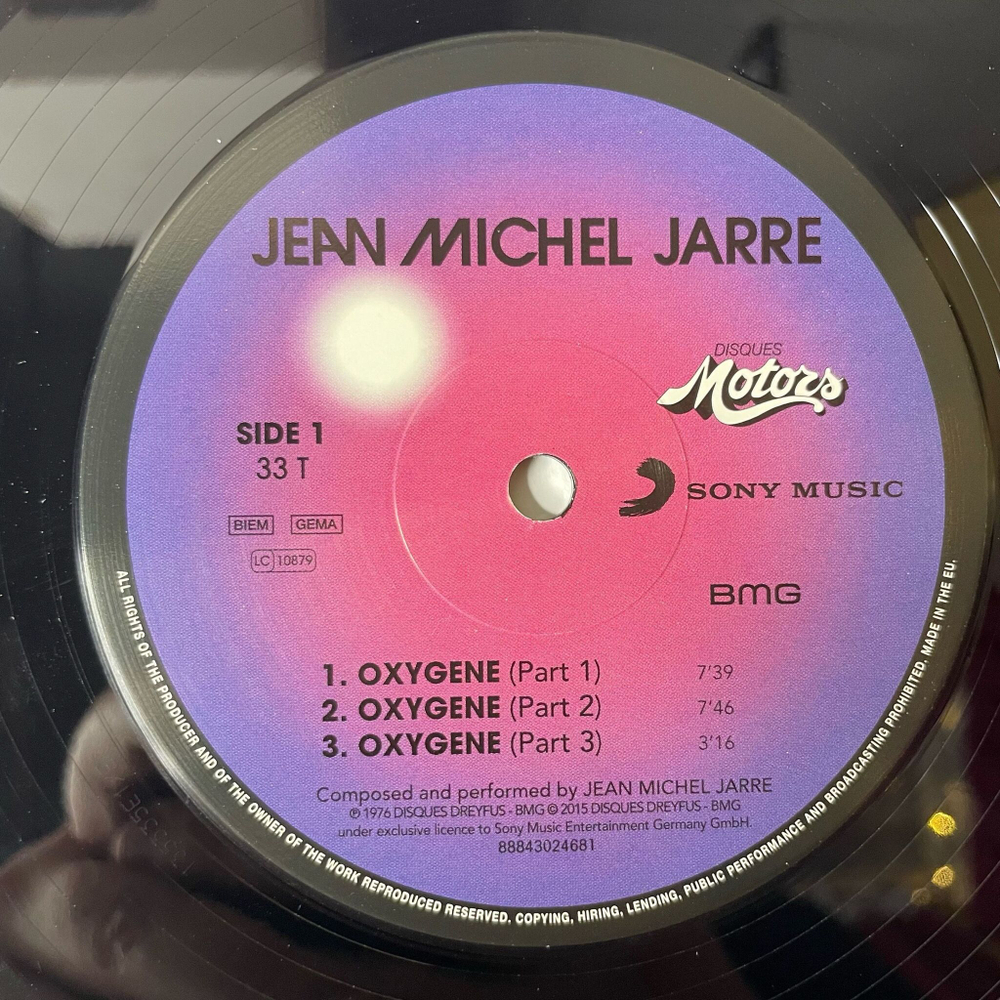 JEAN MICHEL JARRE
DISQUES
Motors
SIDE 1
33 T
SONY MUSIC
BIEM GEMA
LC 10879
BMG
1. OXYGENE (Part 1) 7'39
2. OXYGENE (Part 2) 7'46
3. OXYGENE (Part 3) 3'16
Composed and performed by JEAN MICHEL JARRE
℗ 1976 DISQUES DREYFUS - BMG © 2015 DISQUES DREYFUS - BMG
under exclusive licence to Sony Music Entertainment Germany GmbH.
88843024681
ALL RIGHTS OF THE PRODUCER AND OF THE OWNER OF THE WORK REPRODUCED RESERVED. COPYING, HIRING, LENDING, PUBLIC PERFORMANCE AND BROADCASTING PROHIBITED. MADE IN THE EU.